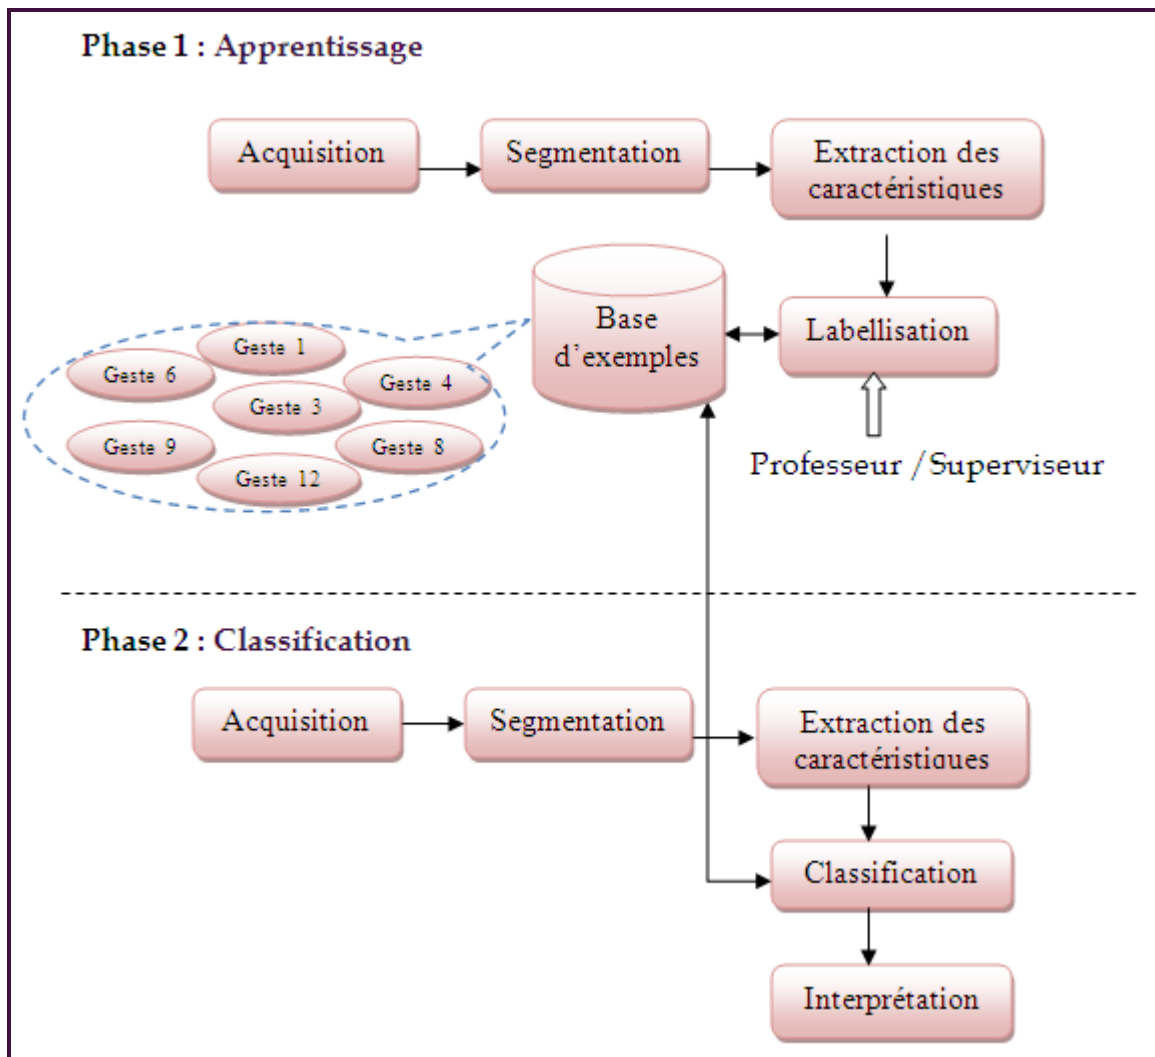 Phase 1 : Apprentissage
Acquisition
Segmentation
Extraction des
caractéristiques
Base
d'exemples
Labellisation
Geste 1
Geste 6
Geste 4
Geste 3
Geste 9
Geste 8
Geste 12
Professeur /Superviseur
Phase 2 : Classification
Acquisition
Segmentation
Extraction des
caractéristiques
Classification
Interprétation